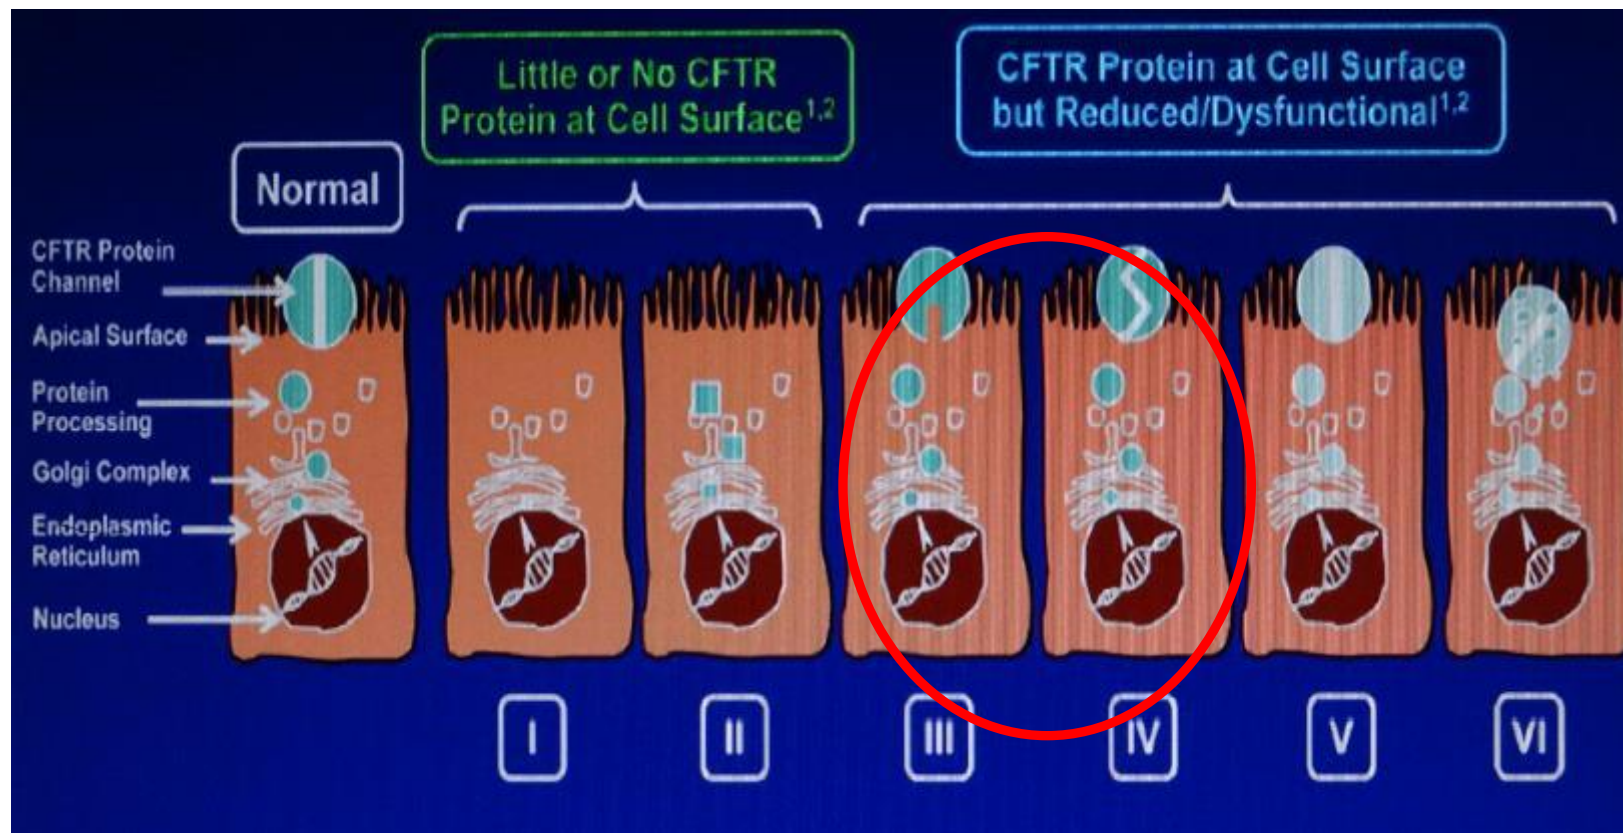 Little or No CFTR
Protein at Cell Surface1,2
CFTR Protein at Cell Surface
but Reduced/Dysfunctional1,2
Normal
CFTR Protein
Channel
Apical Surface
Protein
Processing
Golgi Complex
Endoplasmic
Reticulum
Nucleus
I
II
III
IV
V
VI